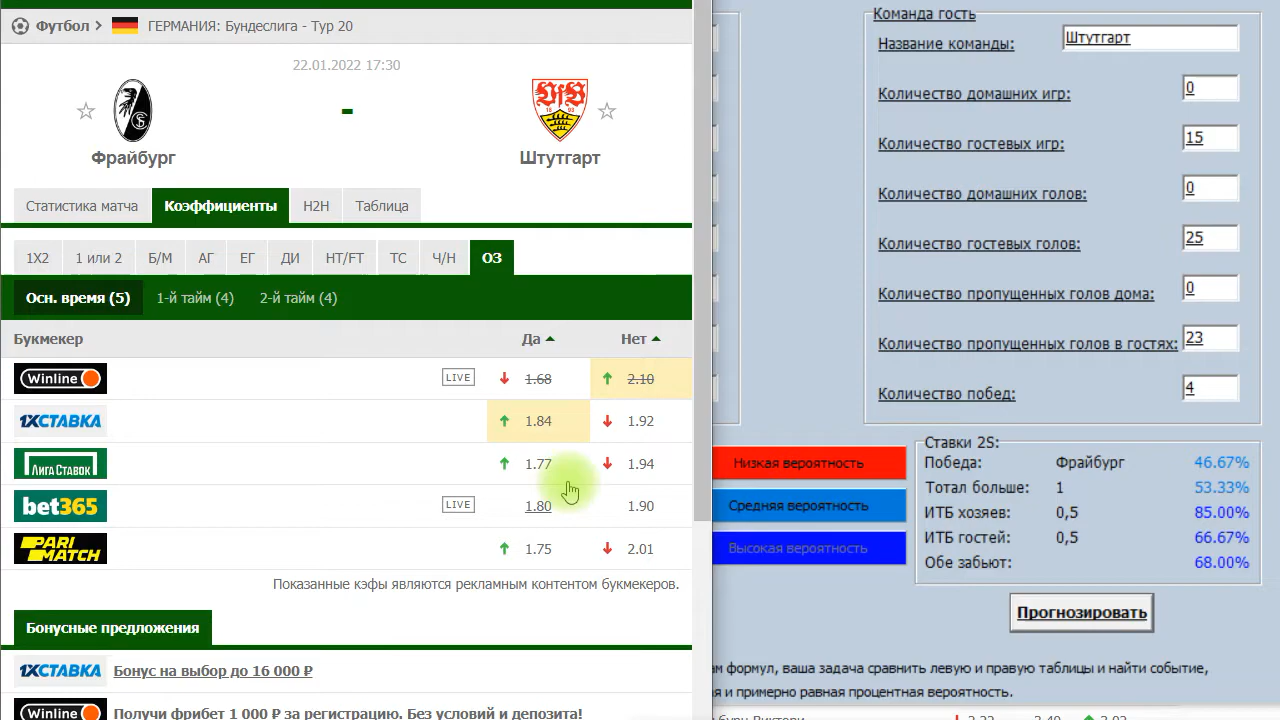 Футбол
ГЕРМАНИЯ: Бундеслига - Тур 20
22.01.2022 17:30
-
Фрайбург
Штутгарт
Статистика матча
Коэффициенты
H2H
Таблица
1X2
1 или 2
Б/М
АГ
ЕГ
ДИ
HT/FT
ТС
Ч/Н
ОЗ
Осн. время (5)
1-й тайм (4)
2-й тайм (4)
Букмекер
Да
Нет
Winline LIVE 1.68 2.10
1XСТАВКА 1.84 1.92
ЛИГА СТАВОК 1.77 1.94
bet365 LIVE 1.80 1.90
PARI MATCH 1.75 2.01
Показанные кэфы являются рекламным контентом букмекеров.
Бонусные предложения
1XСТАВКА Бонус на выбор до 16 000 ₽
Winline Получи фрибет 1 000 ₽ за регистрацию. Без условий и депозита!
Команда гость
Название команды: Штутгарт
Количество домашних игр: 0
Количество гостевых игр: 15
Количество домашних голов: 0
Количество гостевых голов: 25
Количество пропущенных голов дома: 0
Количество пропущенных голов в гостях: 23
Количество побед: 4
Низкая вероятность
Средняя вероятность
Высокая вероятность
Ставки 2S:
Победа: Фрайбург 46.67%
Тотал больше: 1 53.33%
ИТБ хозяев: 0,5 85.00%
ИТБ гостей: 0,5 66.67%
Обе забьют: 68.00%
Прогнозировать
формул, ваша задача сравнить левую и правую таблицы и найти событие,
и примерно равная процентная вероятность.